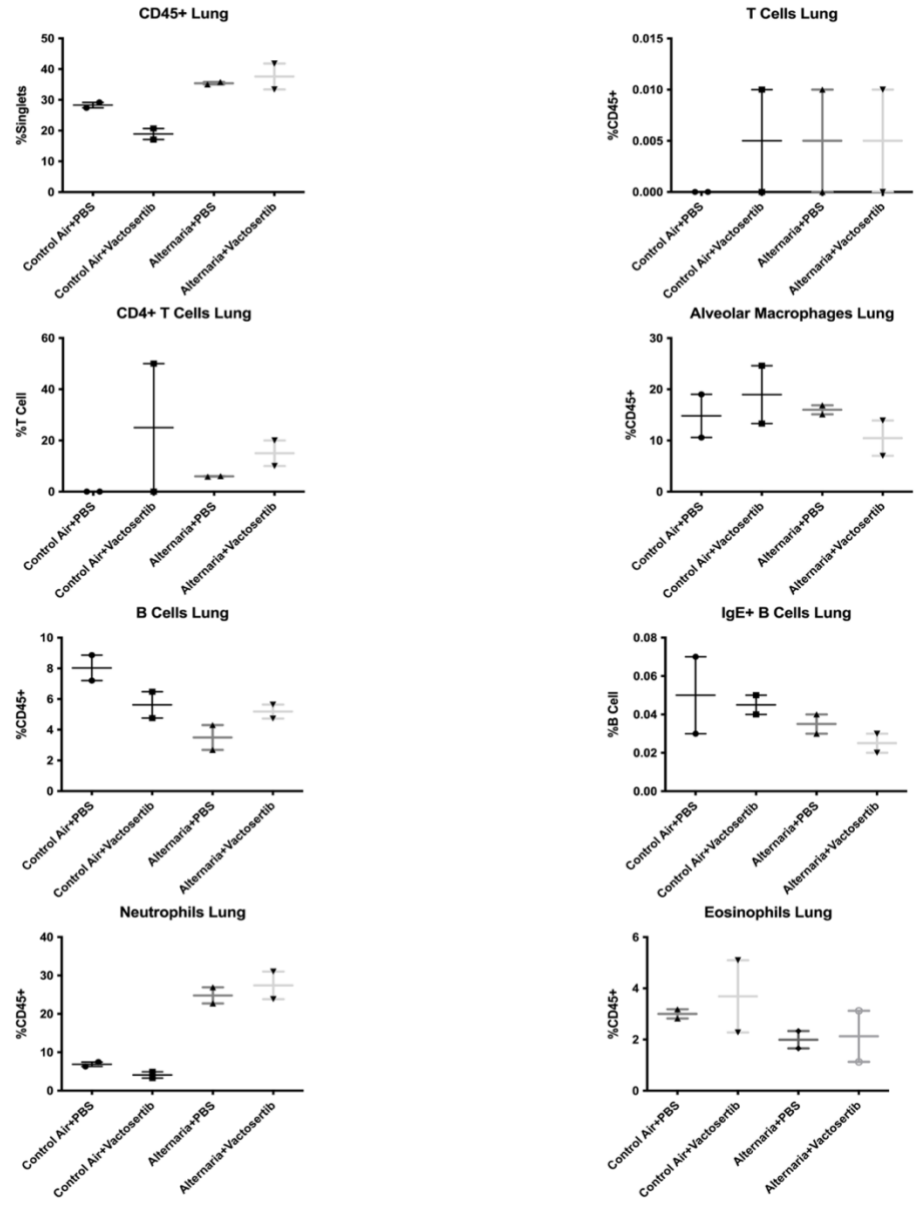 CD45+ Lung
50
40
30
20
10
0
%Singlets
Control Air+PBS
Control Air+Vactosertib
Alternaria+PBS
Alternaria+Vactosertib
T Cells Lung
0.015
0.010
0.005
0.000
%CD45+
Control Air+PBS
Control Air+Vactosertib
Alternaria+PBS
Alternaria+Vactosertib
CD4+ T Cells Lung
60
40
20
0
%T Cell
Control Air+PBS
Control Air+Vactosertib
Alternaria+PBS
Alternaria+Vactosertib
Alveolar Macrophages Lung
30
20
10
0
%CD45+
Control Air+PBS
Control Air+Vactosertib
Alternaria+PBS
Alternaria+Vactosertib
B Cells Lung
10
8
6
4
2
0
%CD45+
Control Air+PBS
Control Air+Vactosertib
Alternaria+PBS
Alternaria+Vactosertib
IgE+ B Cells Lung
0.08
0.06
0.04
0.02
0.00
%B Cell
Control Air+PBS
Control Air+Vactosertib
Alternaria+PBS
Alternaria+Vactosertib
Neutrophils Lung
40
30
20
10
0
%CD45+
Control Air+PBS
Control Air+Vactosertib
Alternaria+PBS
Alternaria+Vactosertib
Eosinophils Lung
6
4
2
0
%CD45+
Control Air+PBS
Control Air+Vactosertib
Alternaria+PBS
Alternaria+Vactosertib